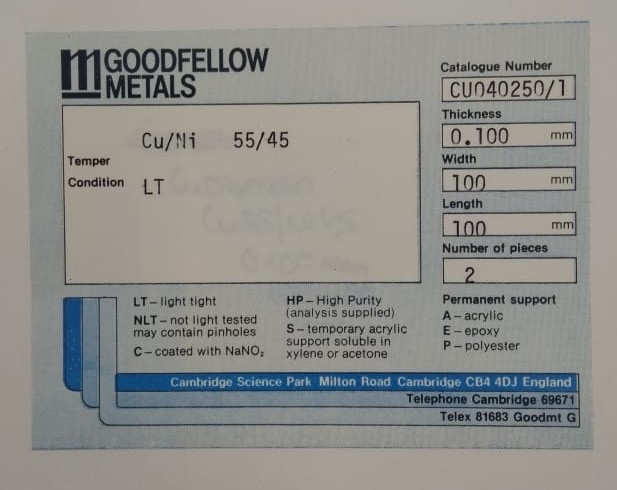 GOODFELLOW
METALS
Cu/Ni 55/45
Temper
Condition LT
Catalogue Number
CU040250/1
Thickness
0.100 mm
Width
100 mm
Length
100 mm
Number of pieces
2
LT – light tight
NLT – not light tested
may contain pinholes
C – coated with NaNO₂
HP – High Purity
(analysis supplied)
S – temporary acrylic
support soluble in
xylene or acetone
Permanent support
A – acrylic
E – epoxy
P – polyester
Cambridge Science Park Milton Road Cambridge CB4 4DJ England
Telephone Cambridge 69671
Telex 81683 Goodmt G